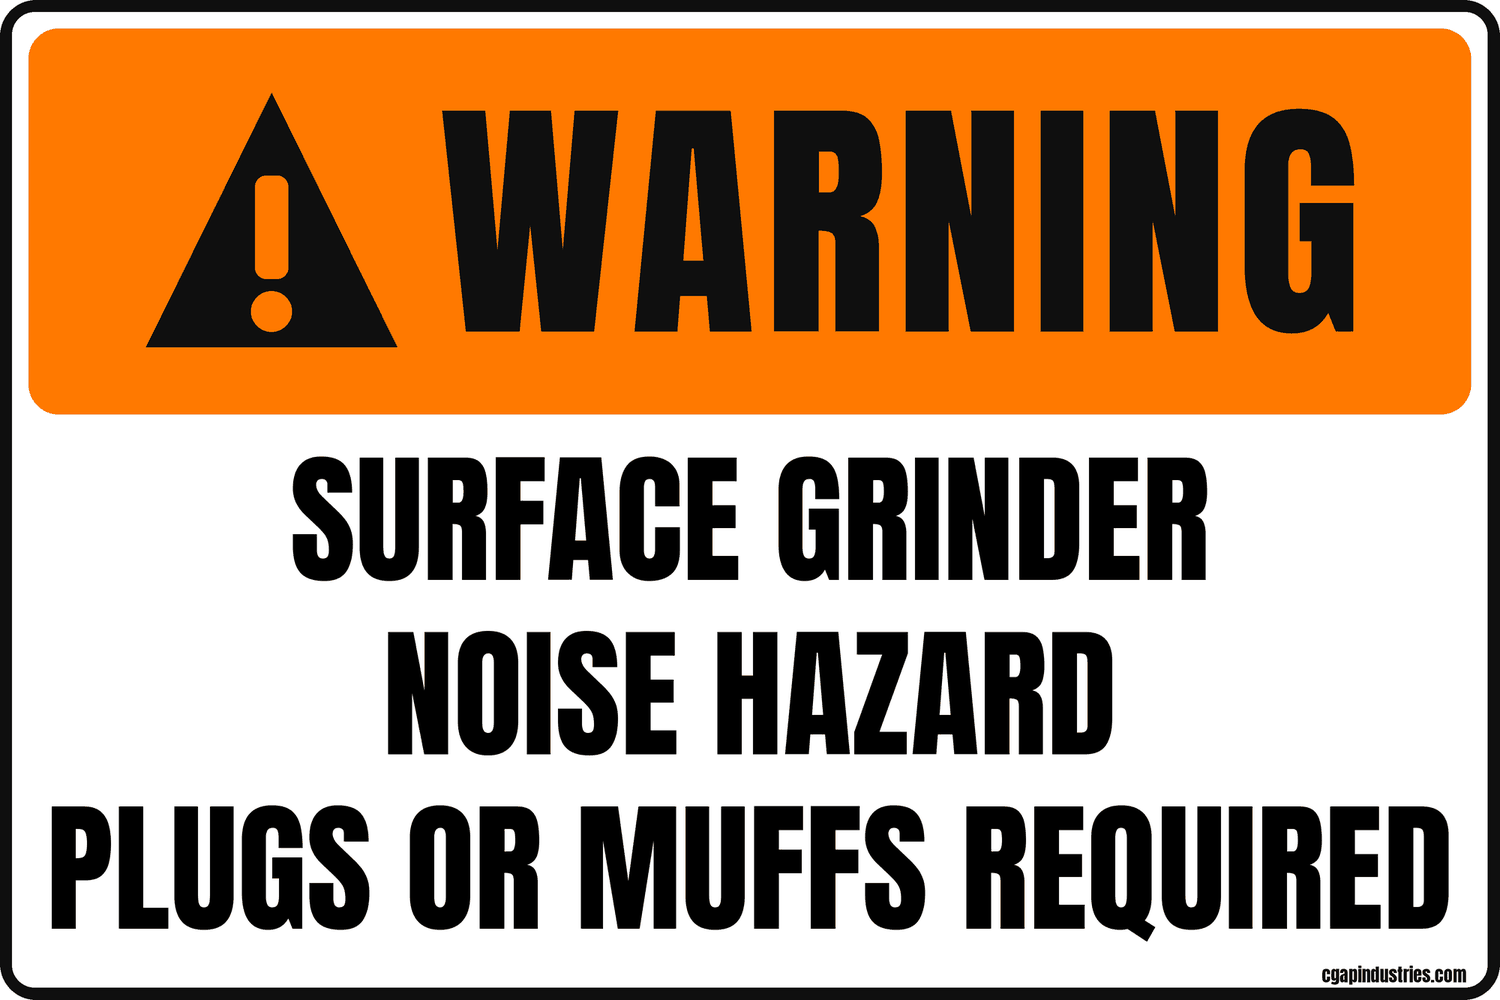 WARNING
SURFACE GRINDER
NOISE HAZARD
PLUGS OR MUFFS REQUIRED
cgapindustries.com